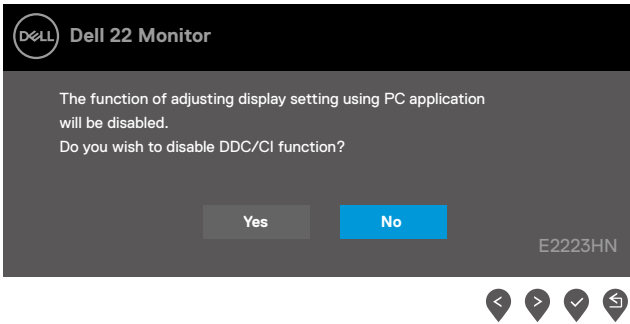 DELL Dell 22 Monitor
The function of adjusting display setting using PC application
will be disabled.
Do you wish to disable DDC/CI function?
Yes No
E2223HN